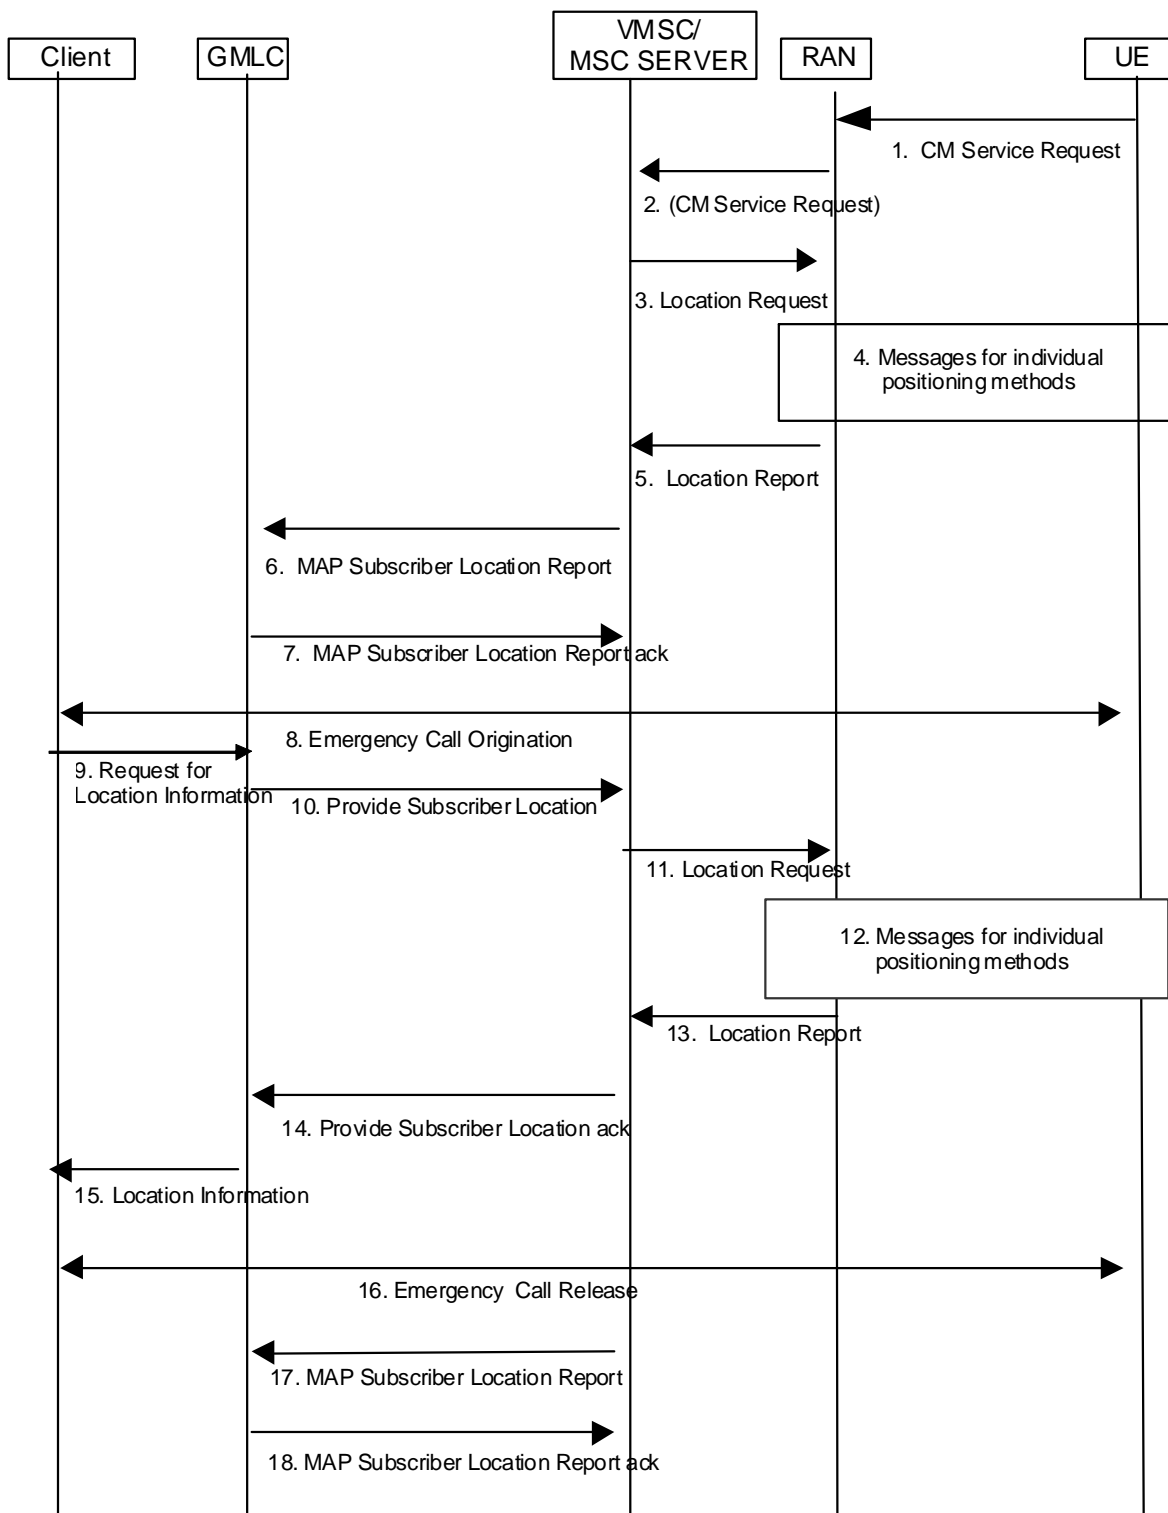 Client
GMLC
VMSC/
MSC SERVER
RAN
UE
1. CM Service Request
2. (CM Service Request)
3. Location Request
4. Messages for individual
positioning methods
5. Location Report
6. MAP Subscriber Location Report
7. MAP Subscriber Location Report ack
8. Emergency Call Origination
9. Request for
Location Information
10. Provide Subscriber Location
11. Location Request
12. Messages for individual
positioning methods
13. Location Report
14. Provide Subscriber Location ack
15. Location Information
16. Emergency Call Release
17. MAP Subscriber Location Report
18. MAP Subscriber Location Report ack